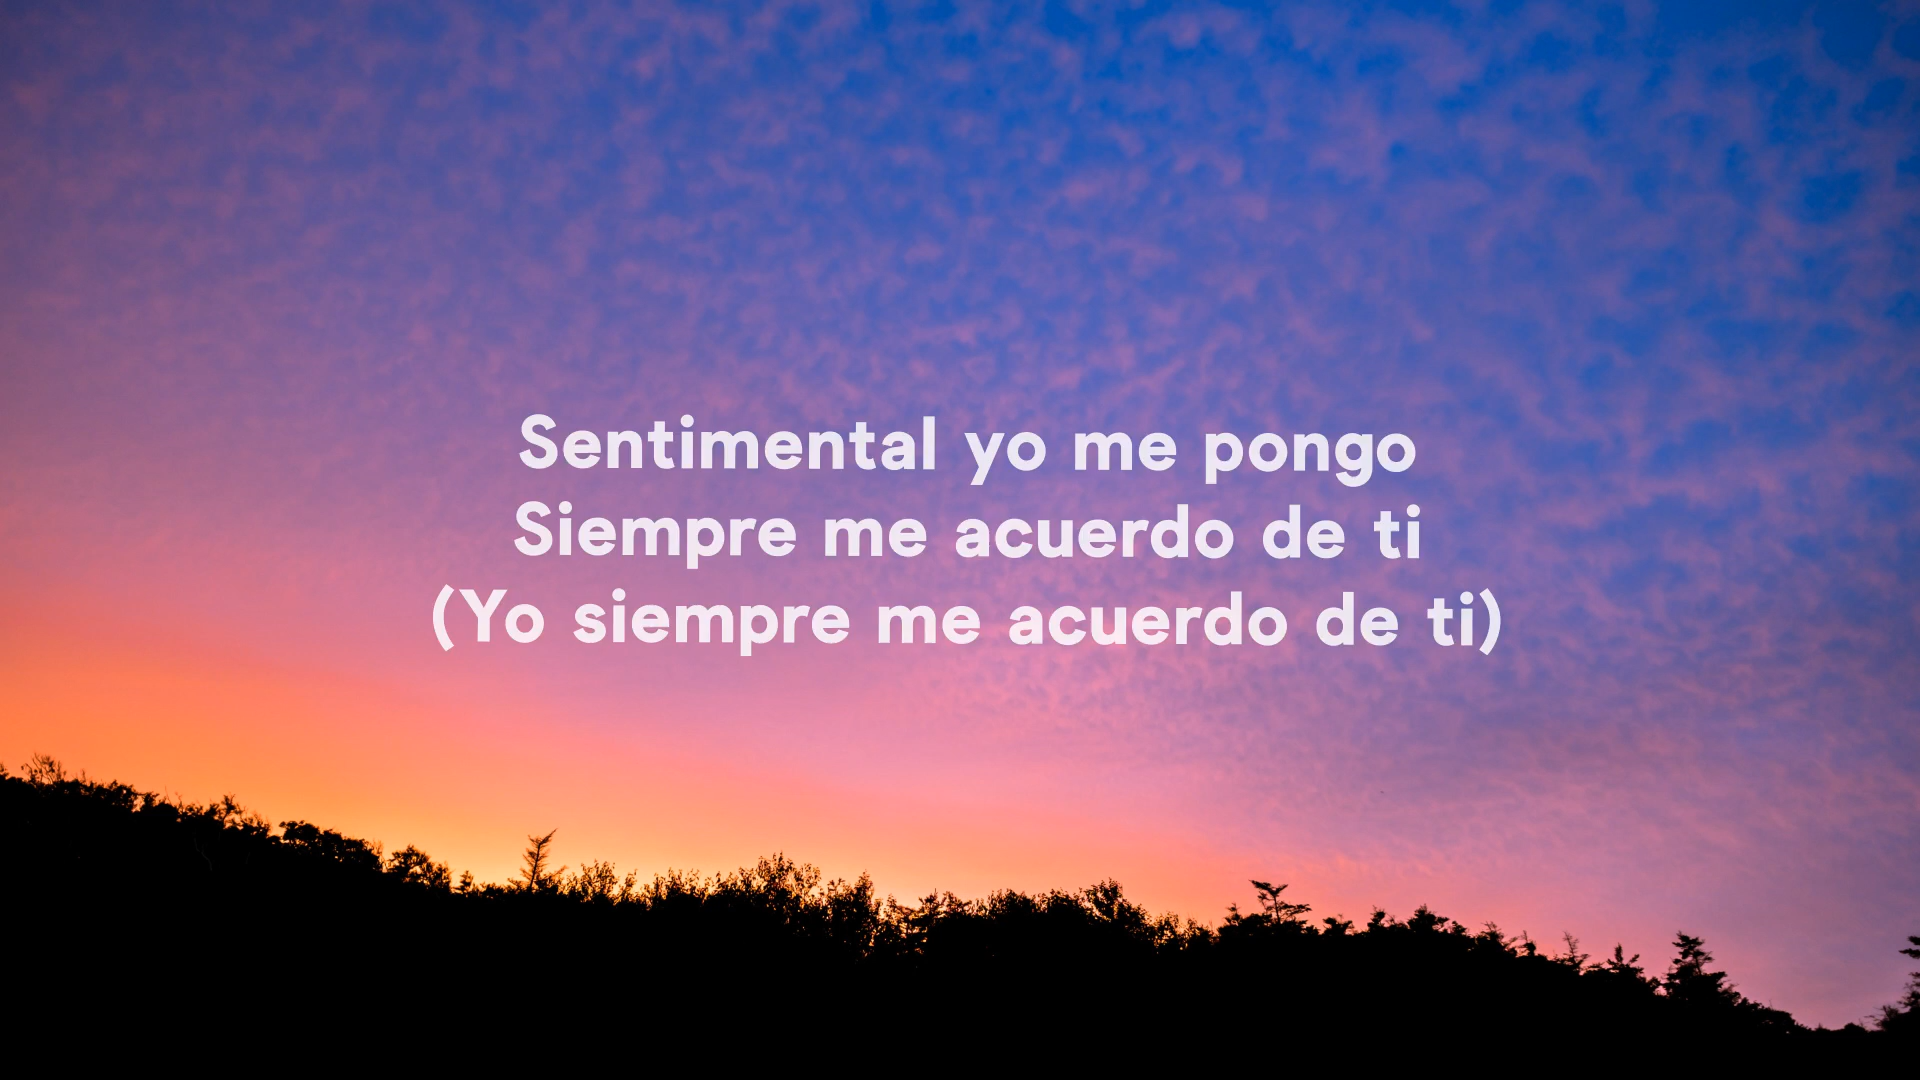 Sentimental yo me pongo
Siempre me acuerdo de ti
(Yo siempre me acuerdo de ti)